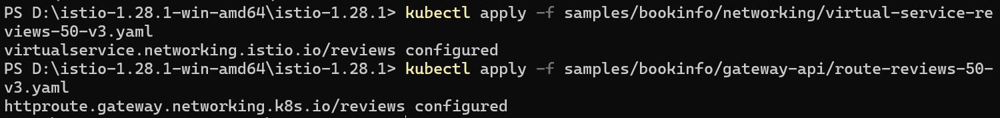 PS D:\istio-1.28.1-win-amd64\istio-1.28.1> kubectl apply -f samples/bookinfo/networking/virtual-service-re
views-50-v3.yaml
virtualservice.networking.istio.io/reviews configured
PS D:\istio-1.28.1-win-amd64\istio-1.28.1> kubectl apply -f samples/bookinfo/gateway-api/route-reviews-50-
v3.yaml
httproute.gateway.networking.k8s.io/reviews configured